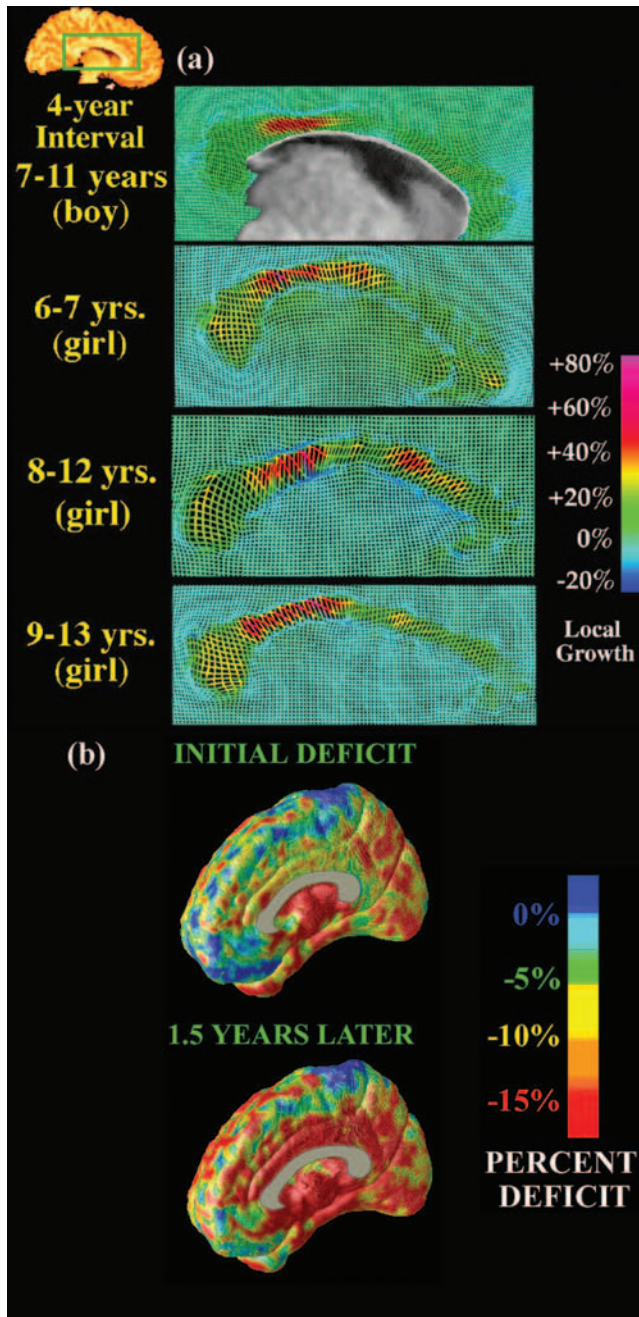 (a)
4-year
Interval
7-11 years
(boy)
6-7 yrs.
(girl)
8-12 yrs.
(girl)
9-13 yrs.
(girl)
+80%
+60%
+40%
+20%
0%
-20%
Local
Growth
(b)
INITIAL DEFICIT
1.5 YEARS LATER
0%
-5%
-10%
-15%
PERCENT
DEFICIT